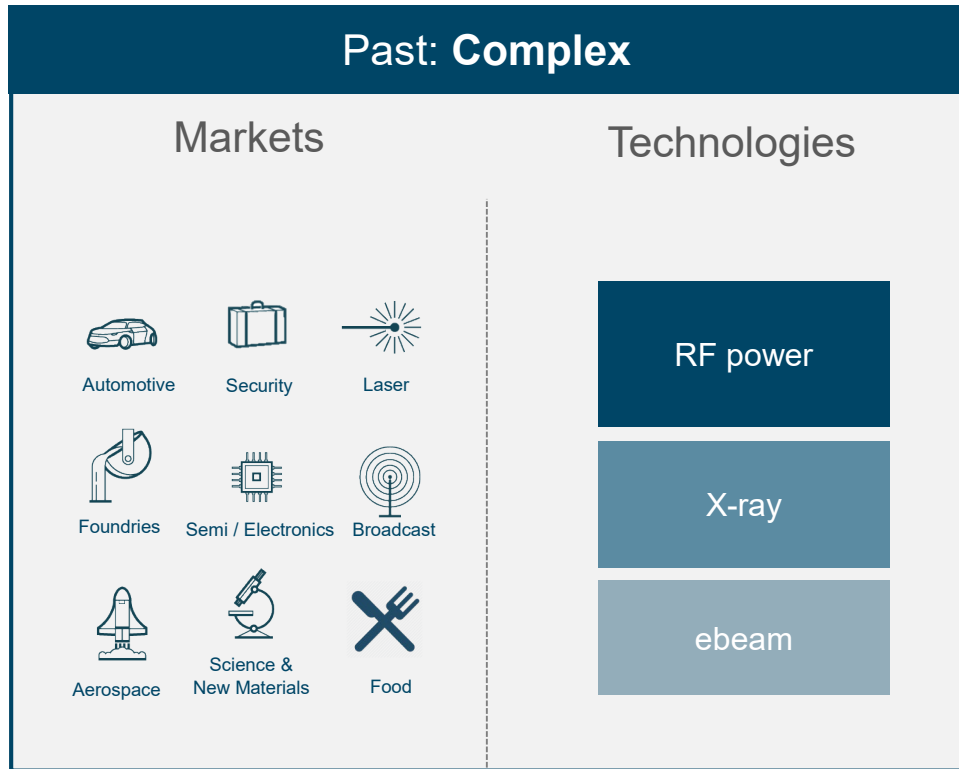 Past: Complex
Markets
Technologies
Automotive
Security
Laser
Foundries
Semi / Electronics
Broadcast
Aerospace
Science &
New Materials
Food
RF power
X-ray
ebeam